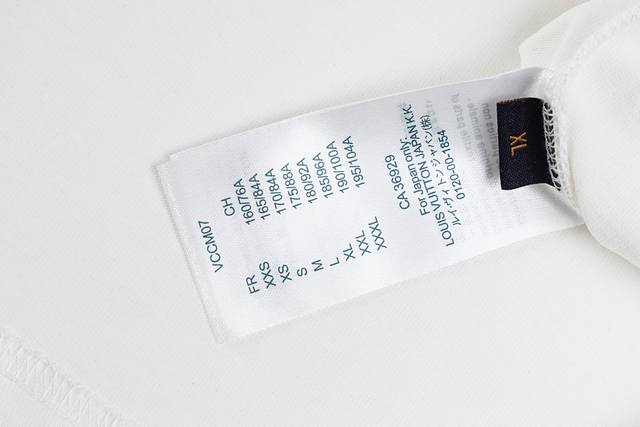 VCCM07
FR CH
XXS 160/76A
XS 165/84A
S 170/84A
M 175/88A
L 180/92A
XL 185/96A
XXL 190/100A
XXXL 195/104A
CA36929
For Japan only:
LOUIS VUITTON JAPAN K.K.
ルイ・ヴィトン・ジャパン(株)
0120-00-1854
XL